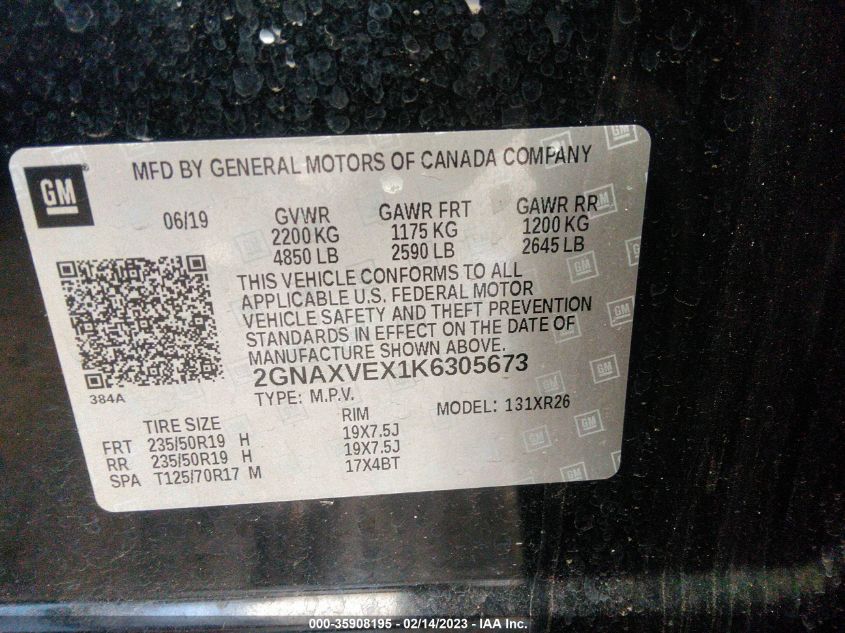 MFD BY GENERAL MOTORS OF CANADA COMPANY
GM
06/19 GVWR GAWR FRT GAWR RR
2200 KG 1175 KG 1200 KG
4850 LB 2590 LB 2645 LB
THIS VEHICLE CONFORMS TO ALL
APPLICABLE U.S. FEDERAL MOTOR
VEHICLE SAFETY AND THEFT PREVENTION
STANDARDS IN EFFECT ON THE DATE OF
MANUFACTURE SHOWN ABOVE.
2GNAXVEX1K6305673
384A TYPE: M.P.V. MODEL: 131XR26
TIRE SIZE RIM
FRT 235/50R19 H 19X7.5J
RR 235/50R19 H 19X7.5J
SPA T125/70R17 M 17X4BT
000-35908195 - 02/14/2023 - IAAI.com